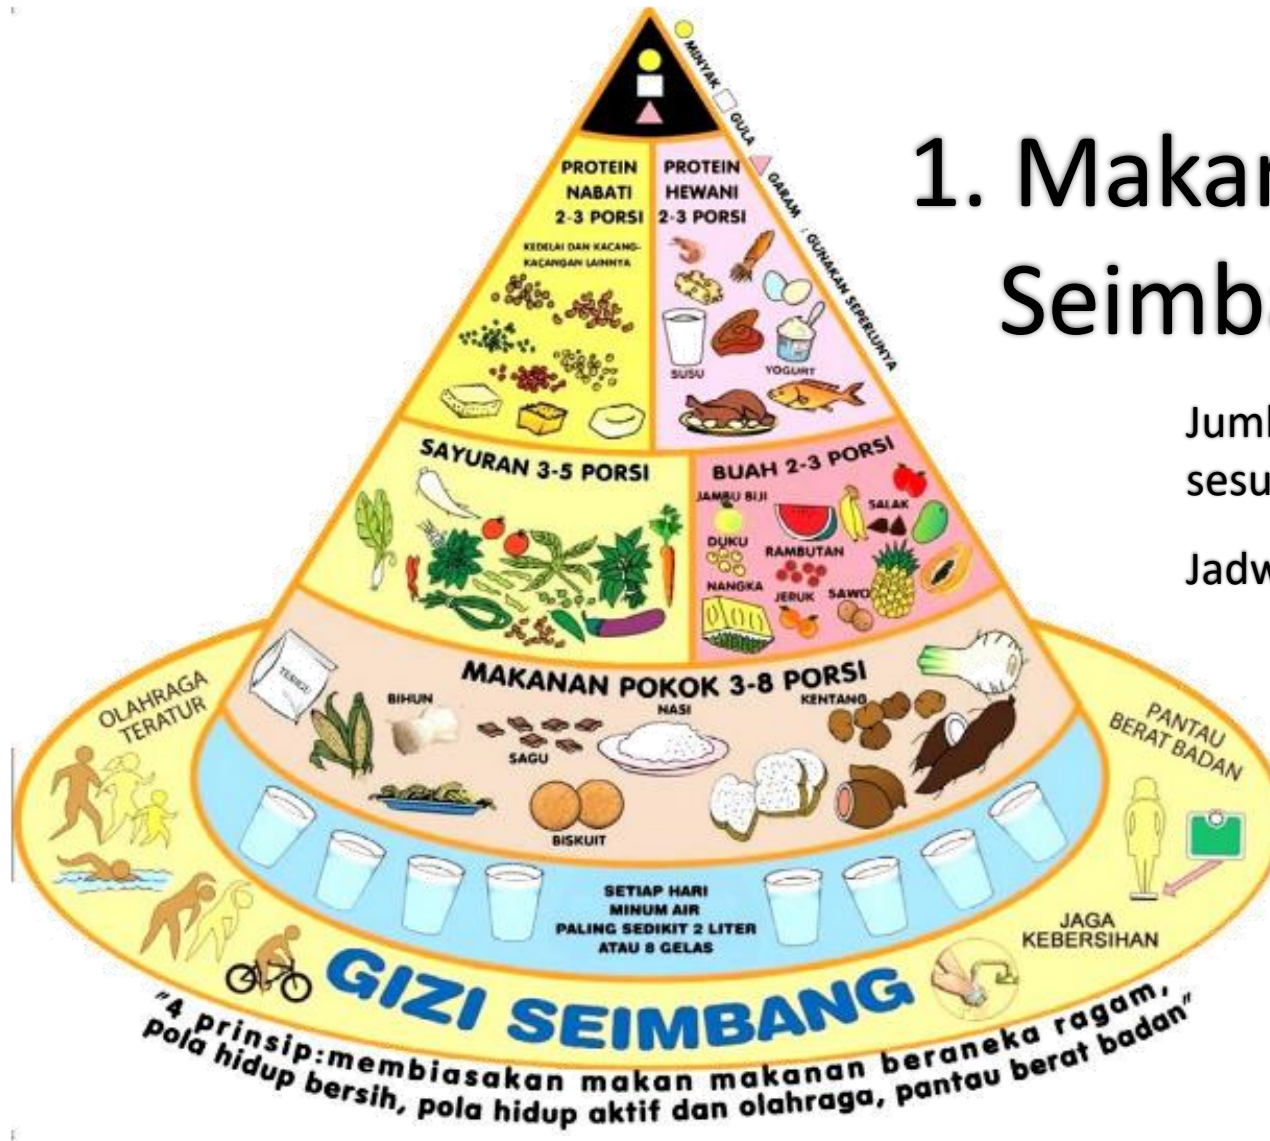 MINYAK GULA GARAM : GUNAKAN SEPERLUNYA
1. Makan
Seimba
Juml
sesu
Jadw
PROTEIN
NABATI
2-3 PORSI
KEDELAI DAN KACANG-
KACANGAN LAINNYA
PROTEIN
HEWANI
2-3 PORSI
SUSU
YOGURT
SAYURAN 3-5 PORSI
BUAH 2-3 PORSI
JAMBU BIJI
SALAK
DUKU
RAMBUTAN
NANGKA
JERUK
SAWO
MAKANAN POKOK 3-8 PORSI
TERIGU
BIHUN
SAGU
NASI
KENTANG
BISKUIT
OLAHRAGA
TERATUR
PANTAU
BERAT BADAN
SETIAP HARI
MINUM AIR
PALING SEDIKIT 2 LITER
ATAU 8 GELAS
JAGA
KEBERSIHAN
GIZI SEIMBANG
"4 prinsip:membiasakan makan makanan beraneka ragam,
pola hidup bersih, pola hidup aktif dan olahraga, pantau berat badan"